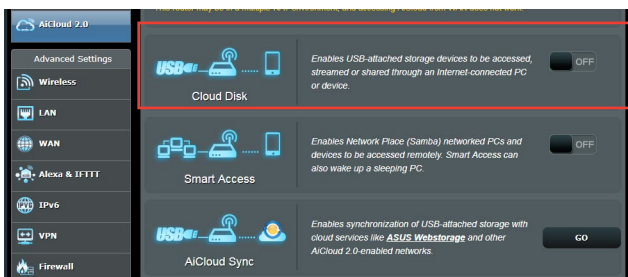 AiCloud 2.0
Advanced Settings
Wireless
LAN
WAN
Alexa & IFTTT
IPv6
VPN
Firewall
USB
Cloud Disk
Enables USB-attached storage devices to be accessed,
streamed or shared through an Internet-connected PC
or device.
OFF
Smart Access
Enables Network Place (Samba) networked PCs and
devices to be accessed remotely. Smart Access can
also wake up a sleeping PC.
OFF
USB
AiCloud Sync
Enables synchronization of USB-attached storage with
cloud services like ASUS Webstorage and other
AiCloud 2.0-enabled networks.
GO